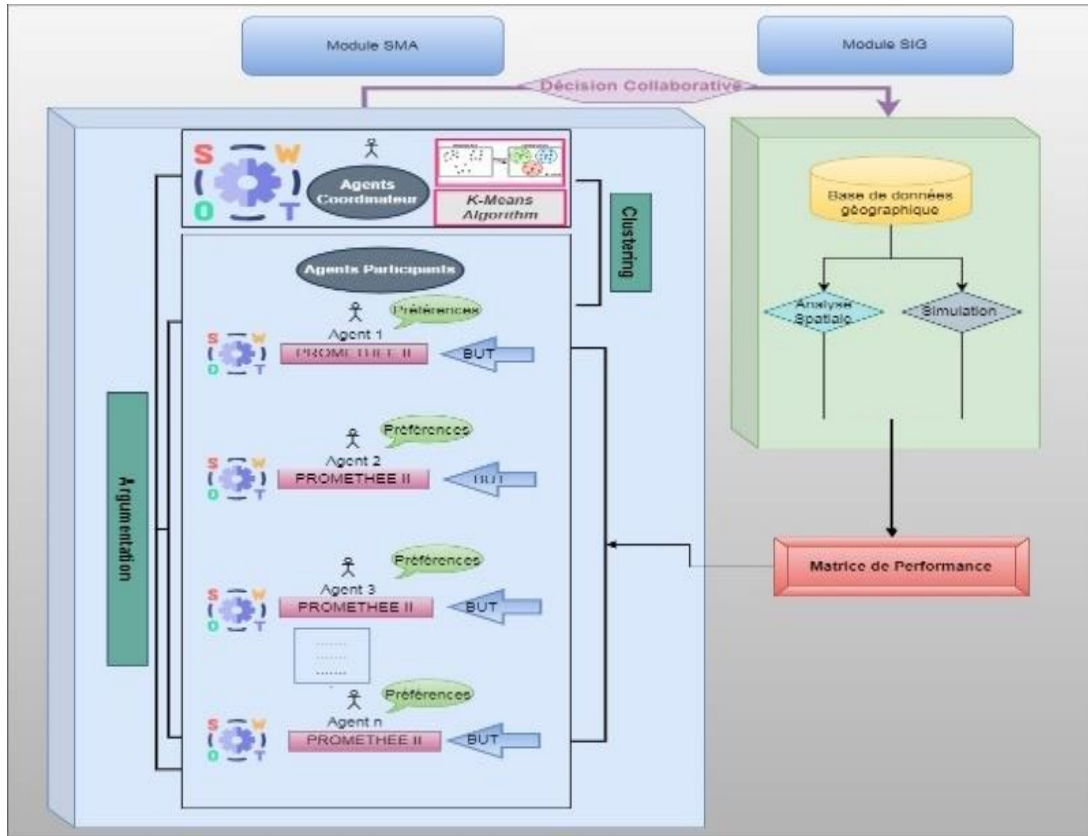 Module SMA
Module SIG
Décision Collaborative
S W
O T
Agents
Coordinateur
K-Means
Algorithm
Clustering
Agents Participants
Préférences
Agent 1
S W
O T
PROMETHEE II
BUT
Préférences
Agent 2
S W
O T
PROMETHEE II
BUT
Préférences
Agent 3
S W
O T
PROMETHEE II
BUT
.......
.......
.......
Préférences
Agent n
S W
O T
PROMETHEE II
BUT
Argumentation
Base de données
géographique
Analyse
Spatiale
Simulation
Matrice de Performance